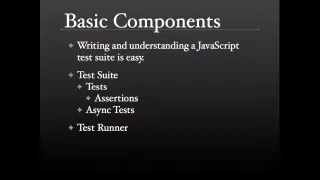 Basic Components
Writing and understanding a JavaScript
test suite is easy.
Test Suite
Tests
Assertions
Async Tests
Test Runner